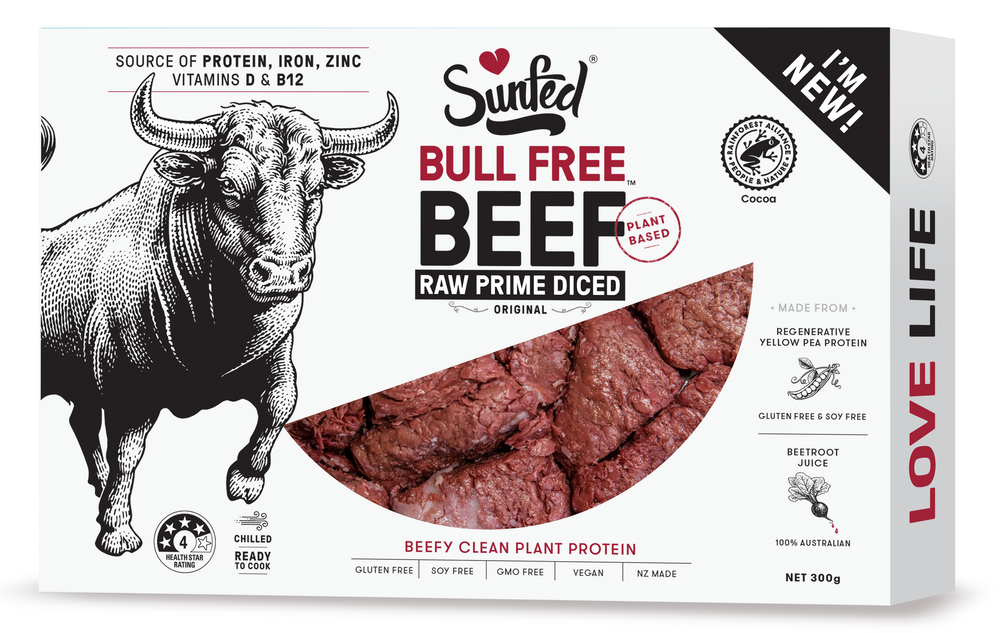 SOURCE OF PROTEIN, IRON, ZINC
VITAMINS D & B12
Sunfed®
BULL FREE
BEEF™
PLANT
BASED
RAW PRIME DICED
ORIGINAL
I'M
NEW!
RAINFOREST ALLIANCE
PEOPLE & NATURE
Cocoa
• MADE FROM •
REGENERATIVE
YELLOW PEA PROTEIN
GLUTEN FREE & SOY FREE
BEETROOT
JUICE
100% AUSTRALIAN
NET 300g
4
HEALTH STAR
RATING
CHILLED
READY
TO COOK
BEEFY CLEAN PLANT PROTEIN
GLUTEN FREE
SOY FREE
GMO FREE
VEGAN
NZ MADE
4
HEALTH STAR
RATING
LOVE LIFE